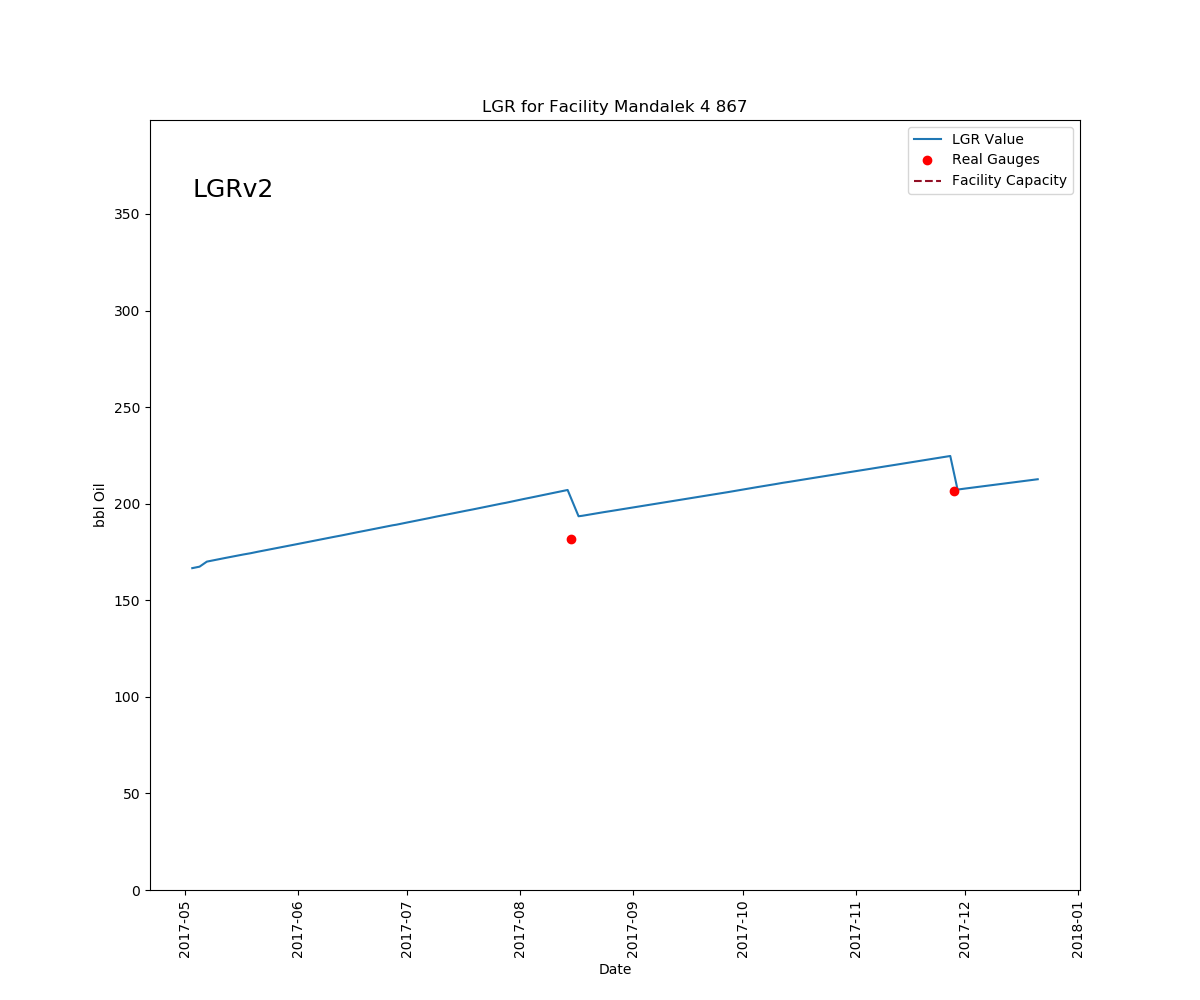 LGR for Facility Mandalek 4 867
LGRv2
LGR Value
Real Gauges
Facility Capacity
350
300
250
200
150
100
50
0
bbl Oil
2017-05
2017-06
2017-07
2017-08
2017-09
2017-10
2017-11
2017-12
2018-01
Date